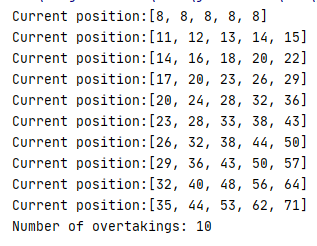 Current position:[8, 8, 8, 8, 8]
Current position:[11, 12, 13, 14, 15]
Current position:[14, 16, 18, 20, 22]
Current position:[17, 20, 23, 26, 29]
Current position:[20, 24, 28, 32, 36]
Current position:[23, 28, 33, 38, 43]
Current position:[26, 32, 38, 44, 50]
Current position:[29, 36, 43, 50, 57]
Current position:[32, 40, 48, 56, 64]
Current position:[35, 44, 53, 62, 71]
Number of overtakings: 10